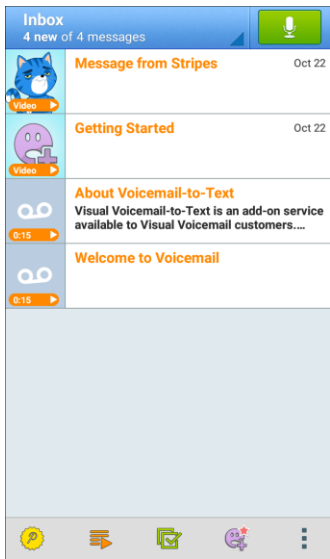 Inbox
4 new of 4 messages
Message from Stripes
Oct 22
Video
Getting Started
Oct 22
Video
About Voicemail-to-Text
Visual Voicemail-to-Text is an add-on service
available to Visual Voicemail customers....
0:15
Welcome to Voicemail
0:15
P